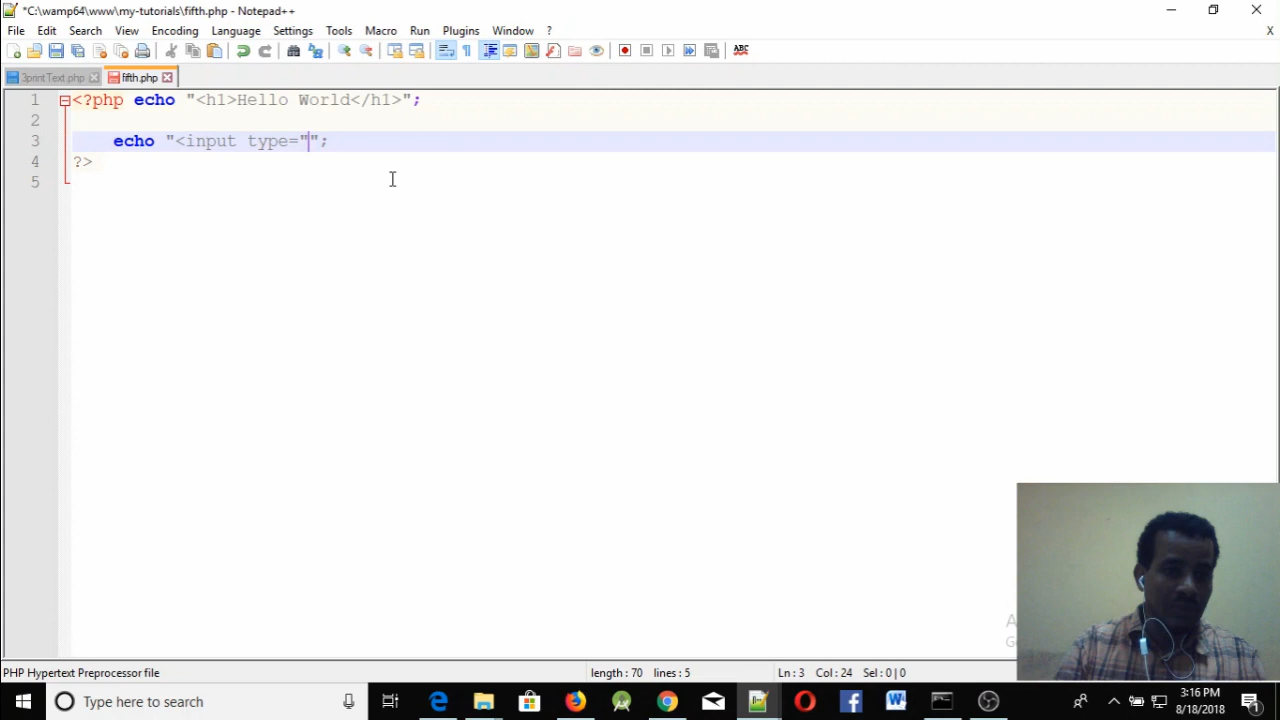 *C:\wamp64\www\my-tutorials\fifth.php - Notepad++
File Edit Search View Encoding Language Settings Tools Macro Run Plugins Window ? X
ABC
3printText.php fifth.php
1 <?php echo "<h1>Hello World</h1>";
2
3 echo "<input type="";
4 ?>
5
PHP Hypertext Preprocessor file length : 70 lines : 5 Ln : 3 Col : 24 Sel : 0 | 0
Type here to search
3:16 PM
8/18/2018